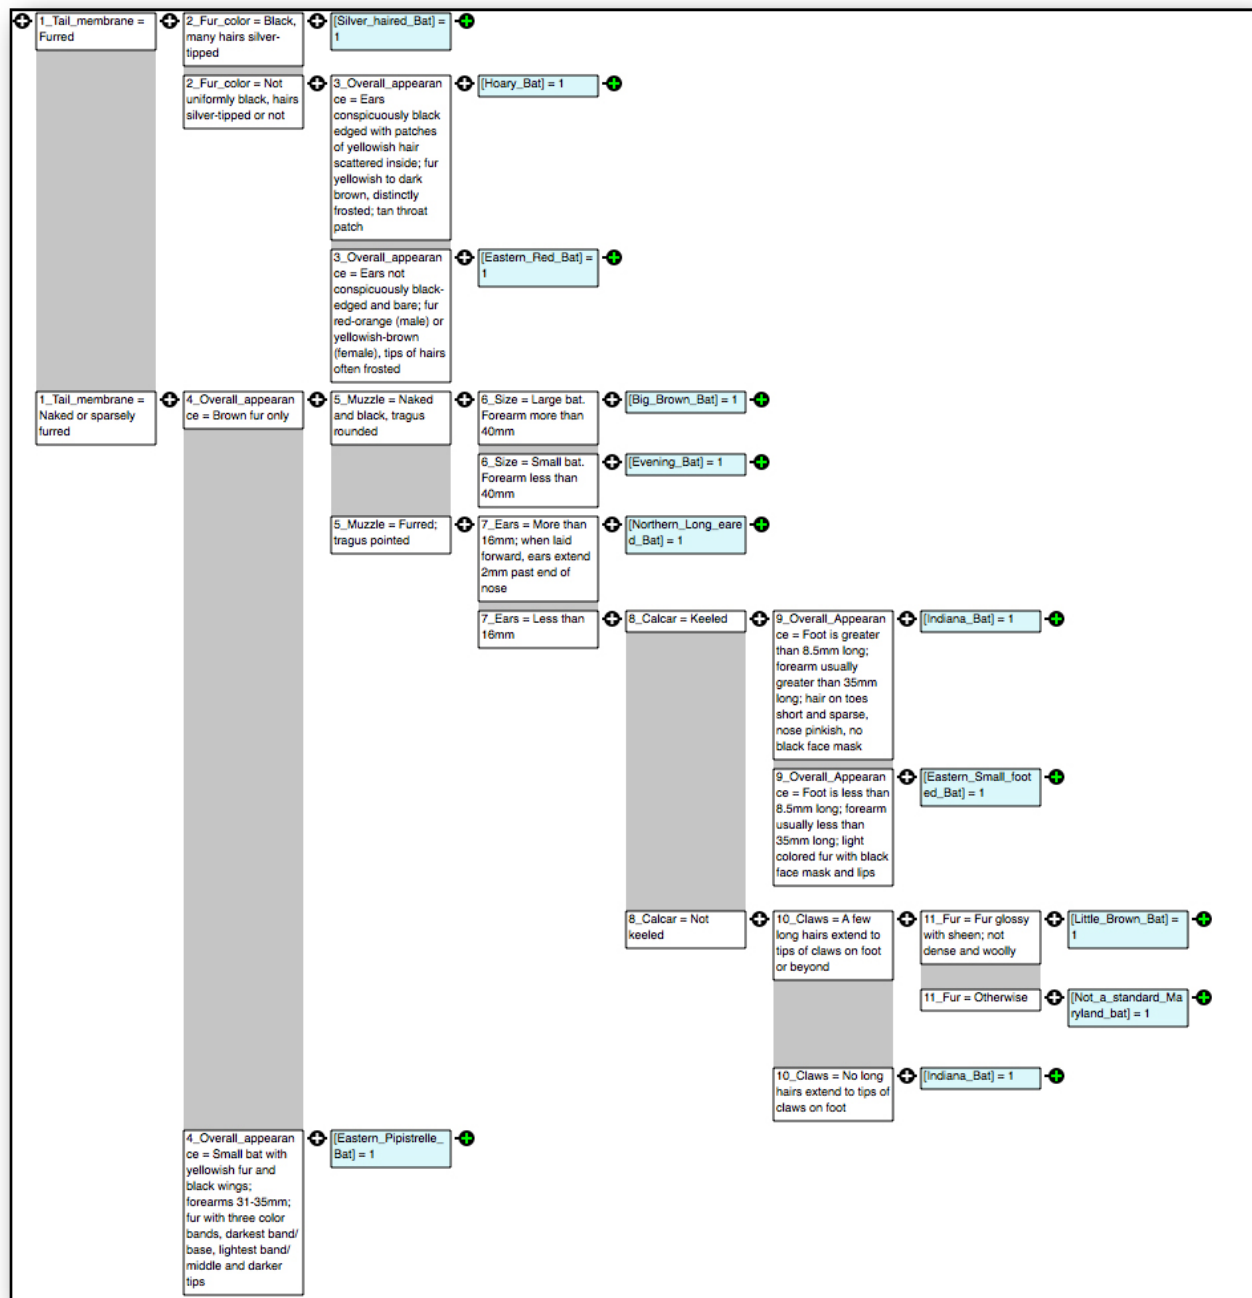 1_Tail_membrane =
Furred
2_Fur_color = Black,
many hairs silver-
tipped
[Silver_haired_Bat] =
1
2_Fur_color = Not
uniformly black, hairs
silver-tipped or not
3_Overall_appearan
ce = Ears
conspicuously black
edged with patches
of yellowish hair
scattered inside; fur
yellowish to dark
brown, distinctly
frosted; tan throat
patch
[Hoary_Bat] = 1
3_Overall_appearan
ce = Ears not
conspicuously black-
edged and bare; fur
red-orange (male) or
yellowish-brown
(female), tips of hairs
often frosted
[Eastern_Red_Bat] =
1
1_Tail_membrane =
Naked or sparsely
furred
4_Overall_appearan
ce = Brown fur only
5_Muzzle = Naked
and black, tragus
rounded
6_Size = Large bat.
Forearm more than
40mm
[Big_Brown_Bat] = 1
6_Size = Small bat.
Forearm less than
40mm
[Evening_Bat] = 1
5_Muzzle = Furred;
tragus pointed
7_Ears = More than
16mm; when laid
forward, ears extend
2mm past end of
nose
[Northern_Long_eare
d_Bat] = 1
7_Ears = Less than
16mm
8_Calcar = Keeled
9_Overall_Appearan
ce = Foot is greater
than 8.5mm long;
forearm usually
greater than 35mm
long; hair on toes
short and sparse,
nose pinkish, no
black face mask
[Indiana_Bat] = 1
9_Overall_Appearan
ce = Foot is less than
8.5mm long; forearm
usually less than
35mm long; light
colored fur with black
face mask and lips
[Eastern_Small_foot
ed_Bat] = 1
8_Calcar = Not
keeled
10_Claws = A few
long hairs extend to
tips of claws on foot
or beyond
11_Fur = Fur glossy
with sheen; not
dense and woolly
[Little_Brown_Bat] =
1
11_Fur = Otherwise
[Not_a_standard_Ma
ryland_bat] = 1
10_Claws = No long
hairs extend to tips of
claws on foot
[Indiana_Bat] = 1
4_Overall_appearan
ce = Small bat with
yellowish fur and
black wings;
forearms 31-35mm;
fur with three color
bands, darkest band/
base, lightest band/
middle and darker
tips
[Eastern_Pipistrelle_
Bat] = 1